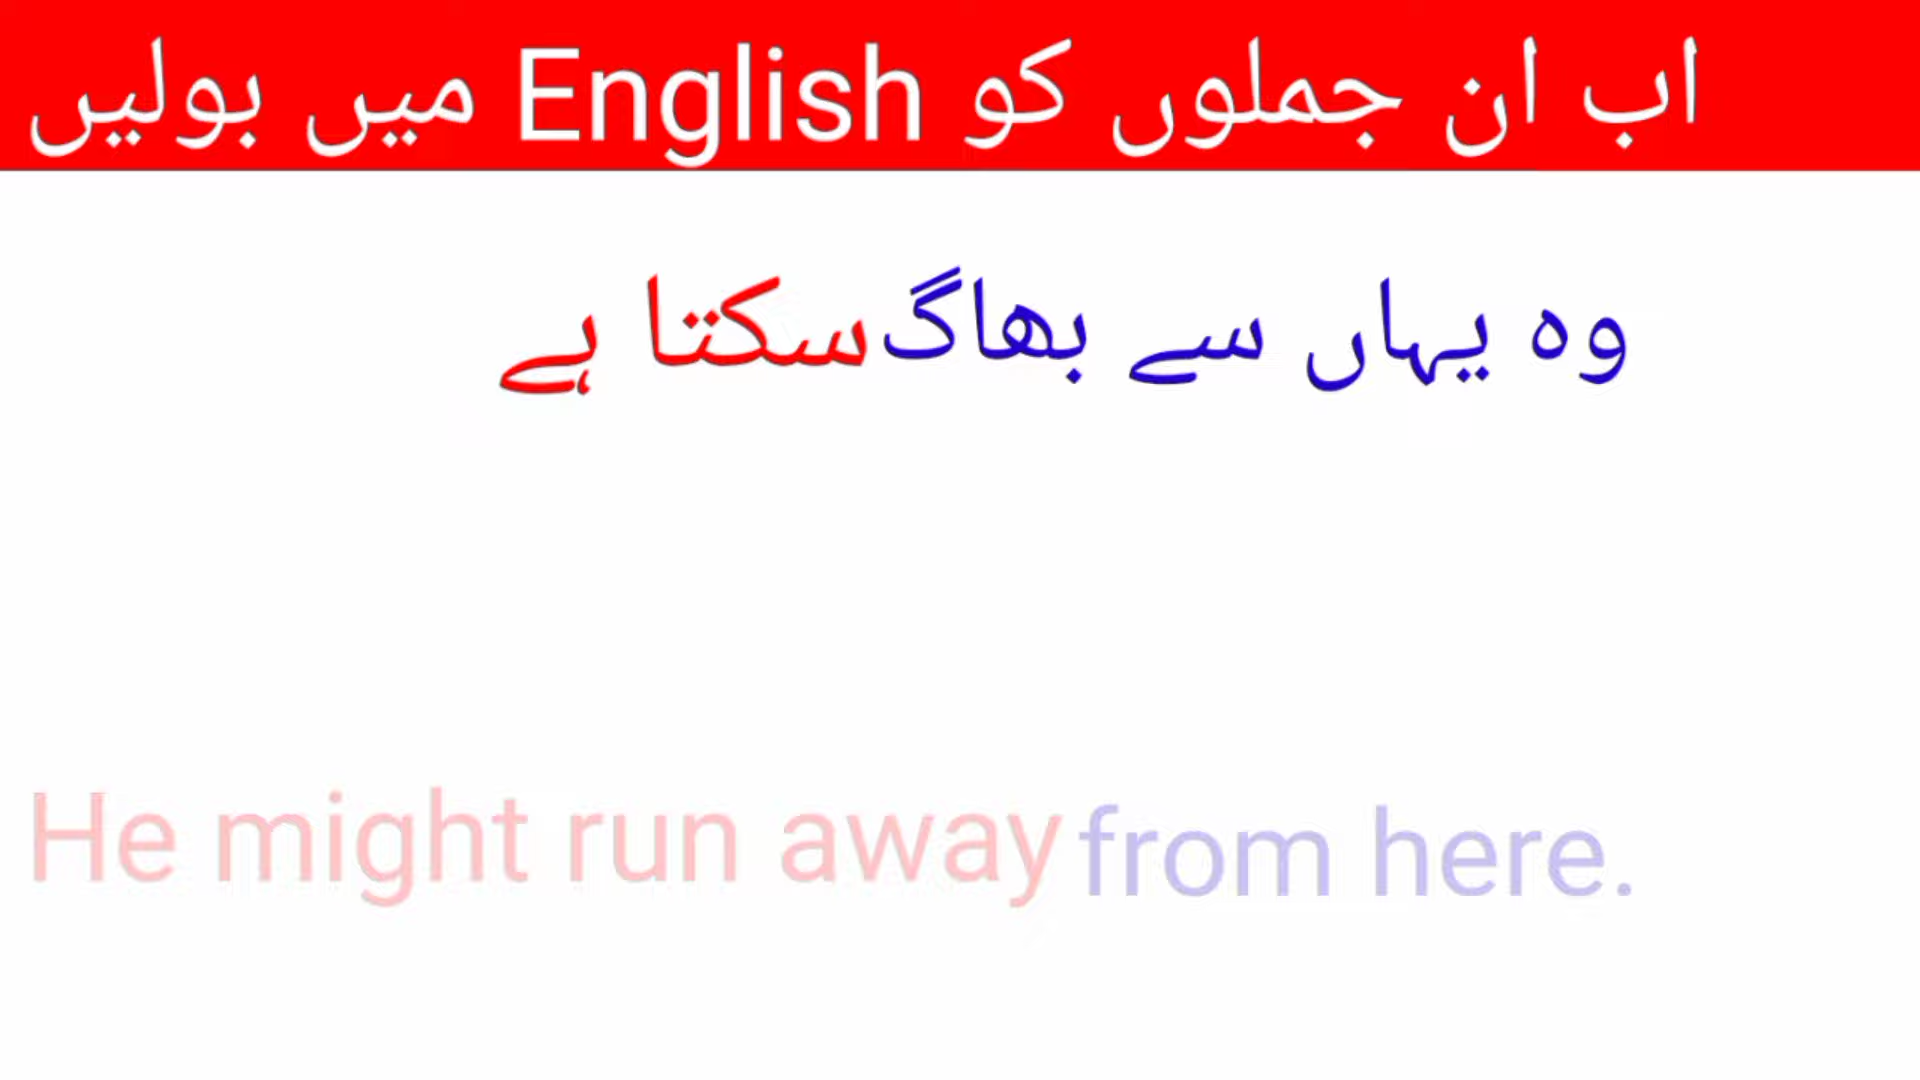 اب ان جملوں کو English میں بولیں
وہ یہاں سے بھاگ سکتا ہے
He might run away from here.